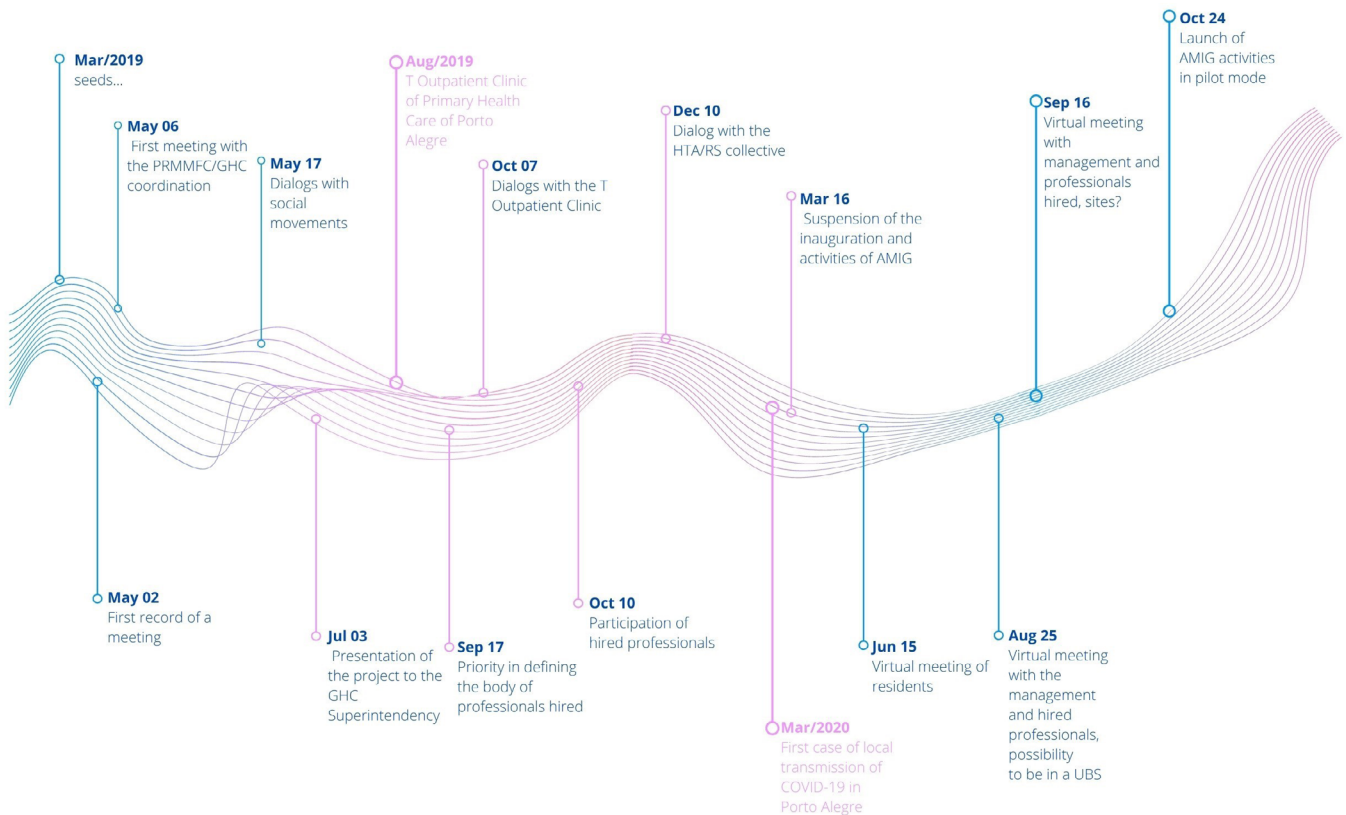 Mar/2019
seeds...
May 06
First meeting with
the PRMMFC/GHC
coordination
May 17
Dialogs with
social
movements
Aug/2019
T Outpatient Clinic
of Primary Health
Care of Porto
Alegre
Oct 07
Dialogs with the T
Outpatient Clinic
Dec 10
Dialog with the
HTA/RS collective
Mar 16
Suspension of the
inauguration and
activities of AMIG
Sep 16
Virtual meeting
with
management and
professionals
hired, sites?
Oct 24
Launch of
AMIG activities
in pilot mode
May 02
First record of a
meeting
Jul 03
Presentation of
the project to the
GHC
Superintendency
Sep 17
Priority in defining
the body of
professionals hired
Oct 10
Participation of
hired professionals
Mar/2020
First case of local
transmission of
COVID-19 in
Porto Alegre
Jun 15
Virtual meeting of
residents
Aug 25
Virtual meeting
with the
management
and hired
professionals,
possibility
to be in a UBS